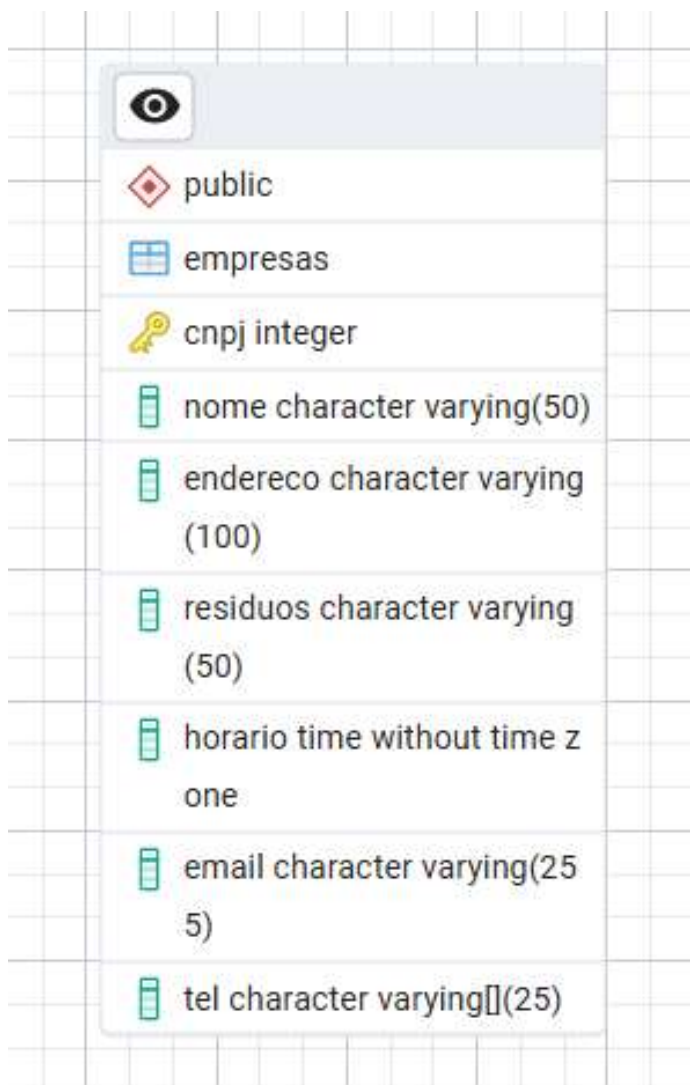 public
empresas
cnpj integer
nome character varying(50)
endereco character varying
(100)
residuos character varying
(50)
horario time without time z
one
email character varying(25
5)
tel character varying[](25)